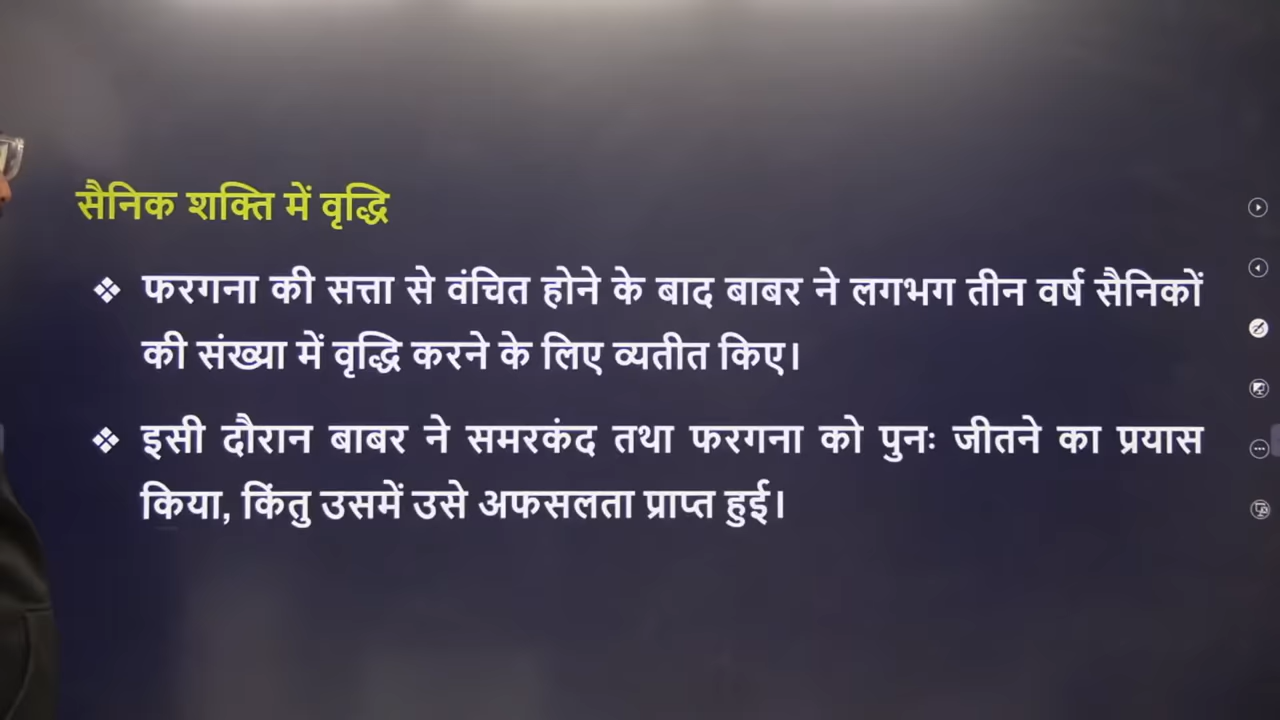 सैनिक शक्ति में वृद्धि
❖ फरगना की सत्ता से वंचित होने के बाद बाबर ने लगभग तीन वर्ष सैनिकों
की संख्या में वृद्धि करने के लिए व्यतीत किए।
❖ इसी दौरान बाबर ने समरकंद तथा फरगना को पुनः जीतने का प्रयास
किया, किंतु उसमें उसे अफसलता प्राप्त हुई।